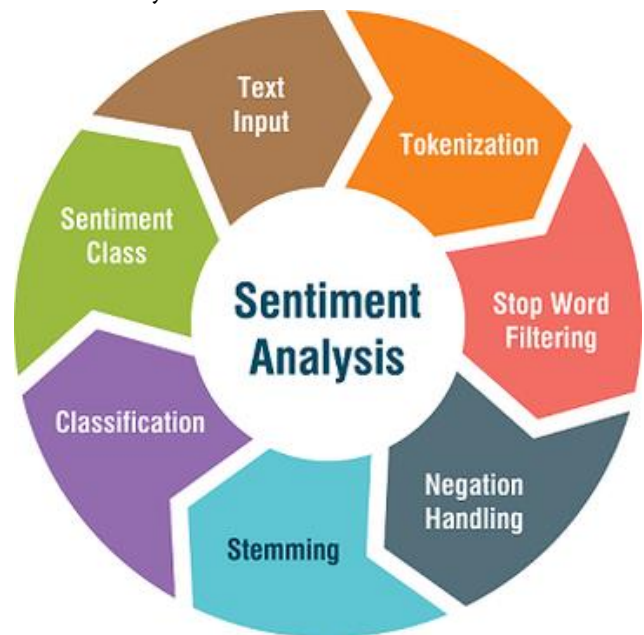 Text
Input
Tokenization
Stop Word
Filtering
Negation
Handling
Stemming
Classification
Sentiment
Class
Sentiment
Analysis